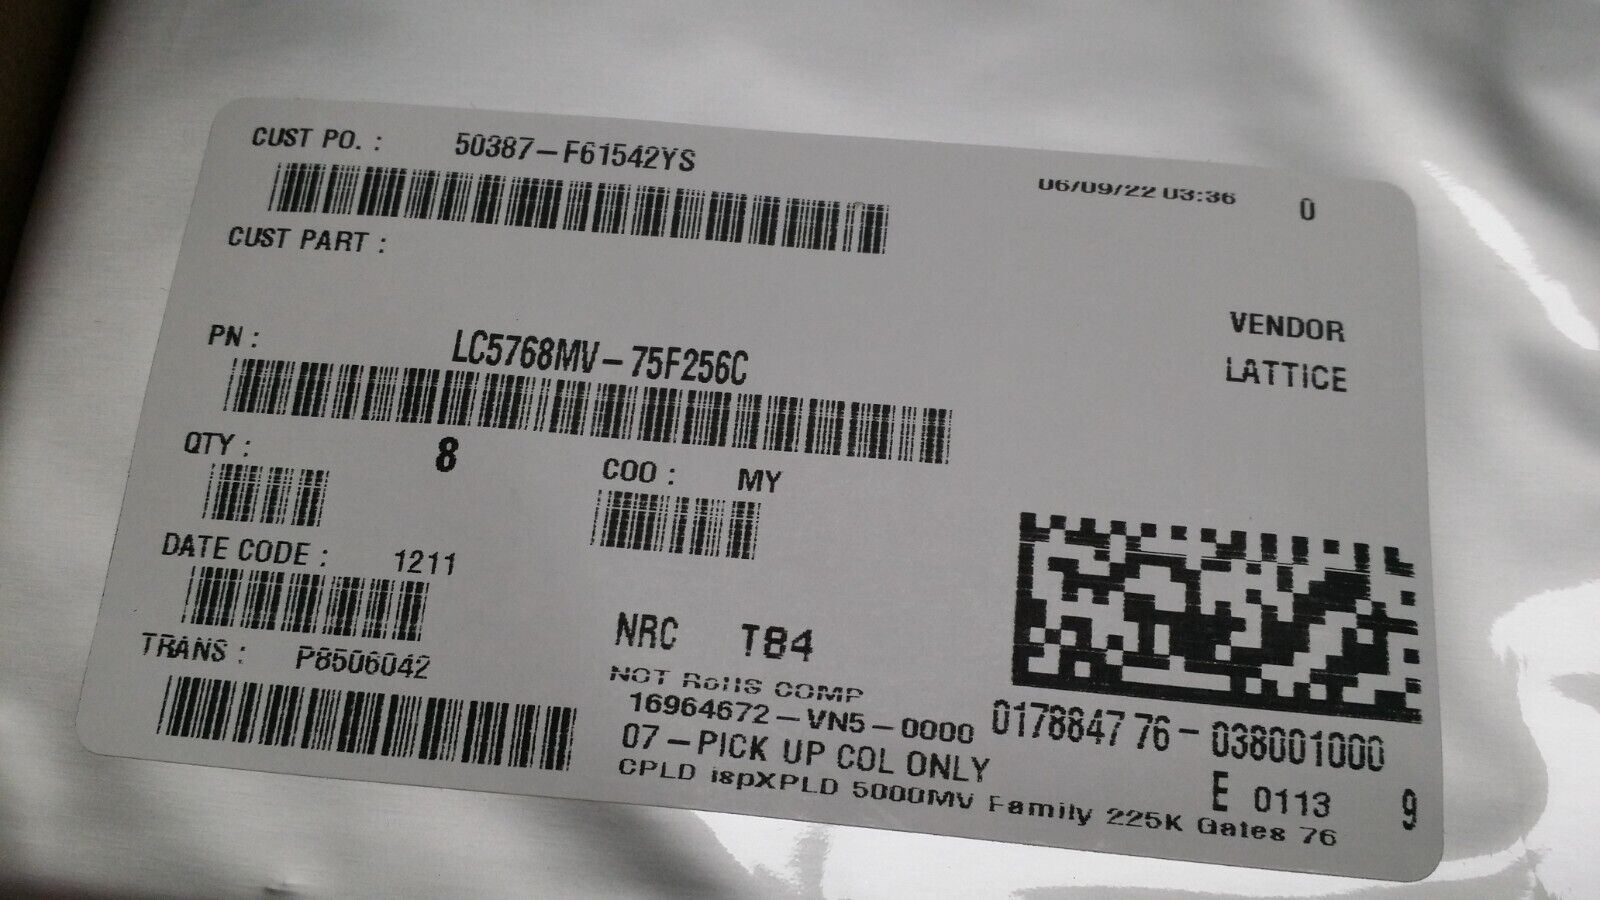 CUST PO. : 50387-F61542YS
06/09/22 03:36 0
CUST PART :
VENDOR
PN : LC5768MV-75F256C
LATTICE
QTY : 8
COO : MY
DATE CODE : 1211
NRC T84
TRANS : P8506042
NOT RoHS COMP
16964672-VN5-0000
017884776-038001000
07-PICK UP COL ONLY
E 0113 9
CPLD ispXPLD 5000MV Family 225K Gates 76